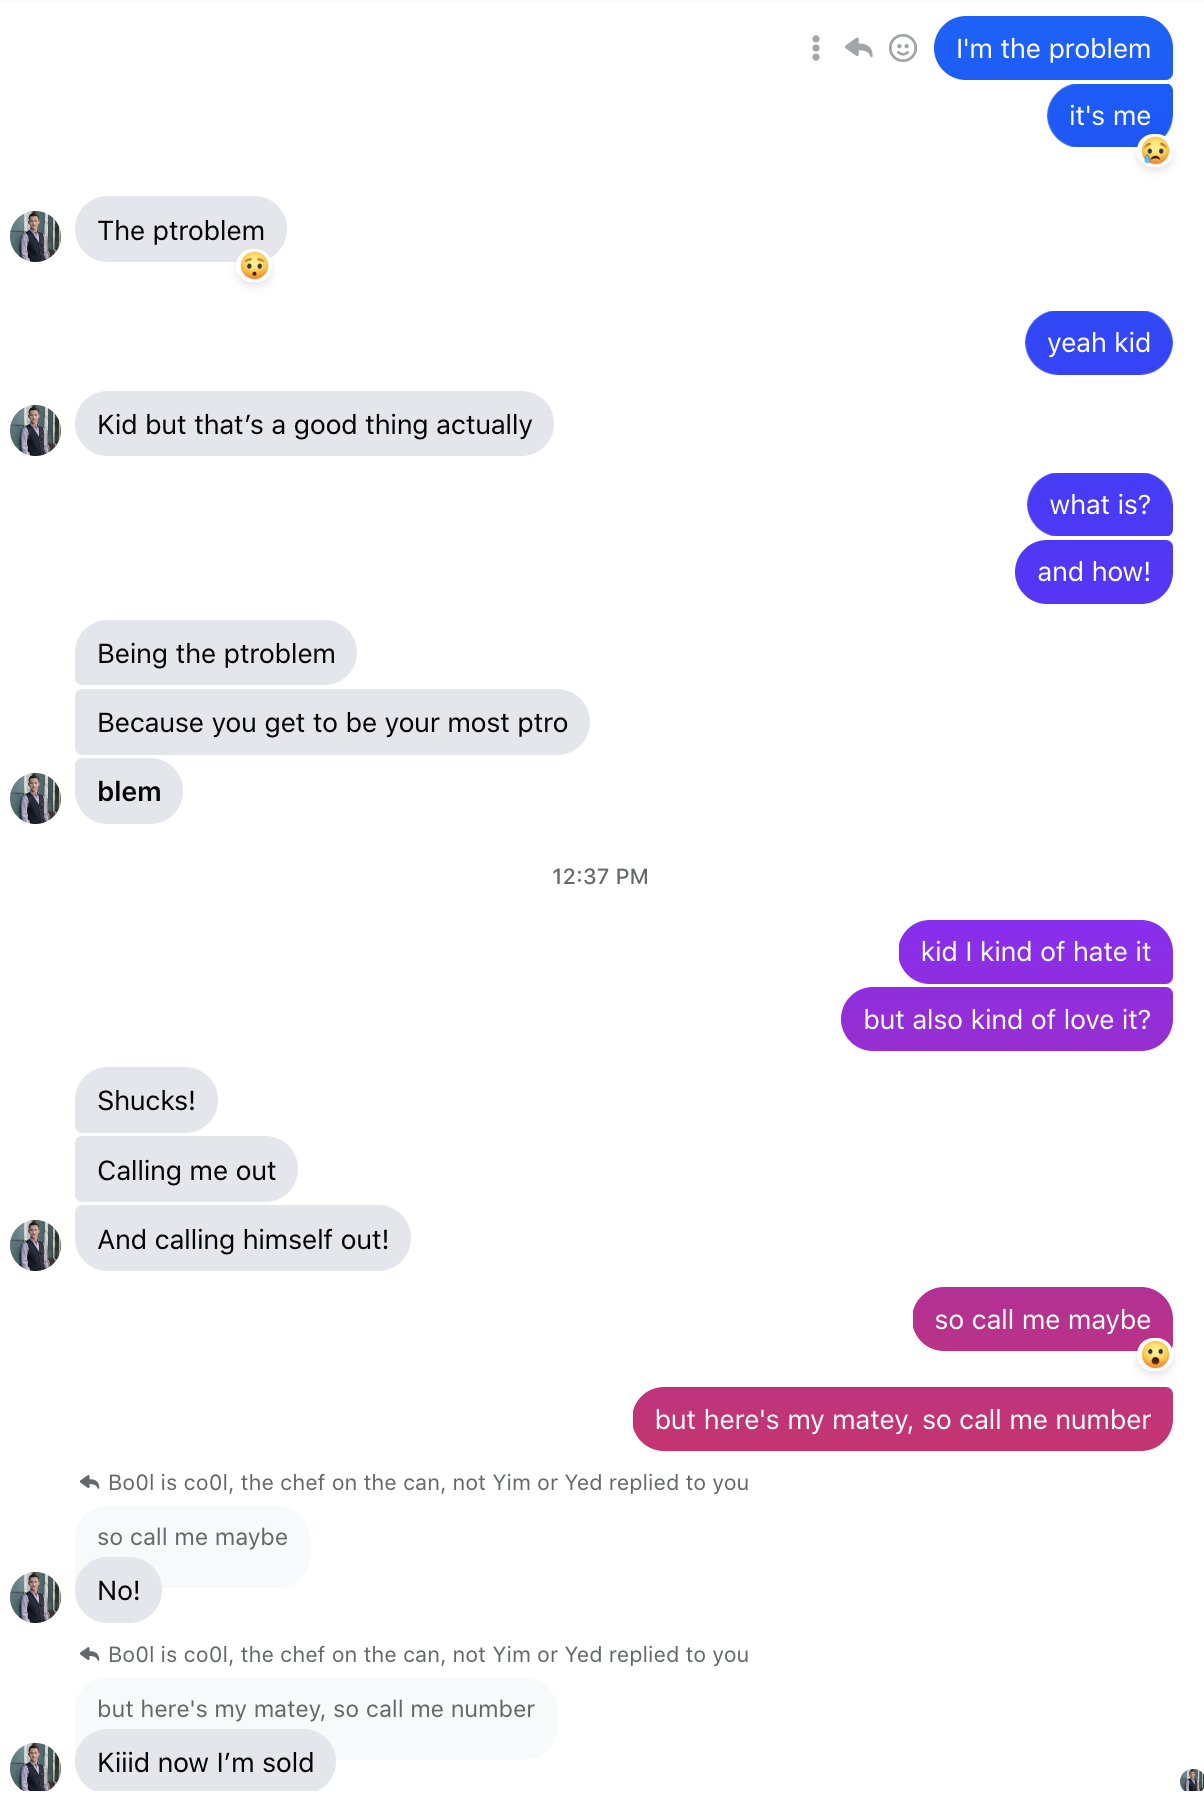 I'm the problem
it's me
The ptroblem
yeah kid
Kid but that’s a good thing actually
what is?
and how!
Being the ptroblem
Because you get to be your most ptro
blem
12:37 PM
kid I kind of hate it
but also kind of love it?
Shucks!
Calling me out
And calling himself out!
so call me maybe
but here's my matey, so call me number
Bo0l is co0l, the chef on the can, not Yim or Yed replied to you
so call me maybe
No!
Bo0l is co0l, the chef on the can, not Yim or Yed replied to you
but here's my matey, so call me number
Kiiid now I’m sold